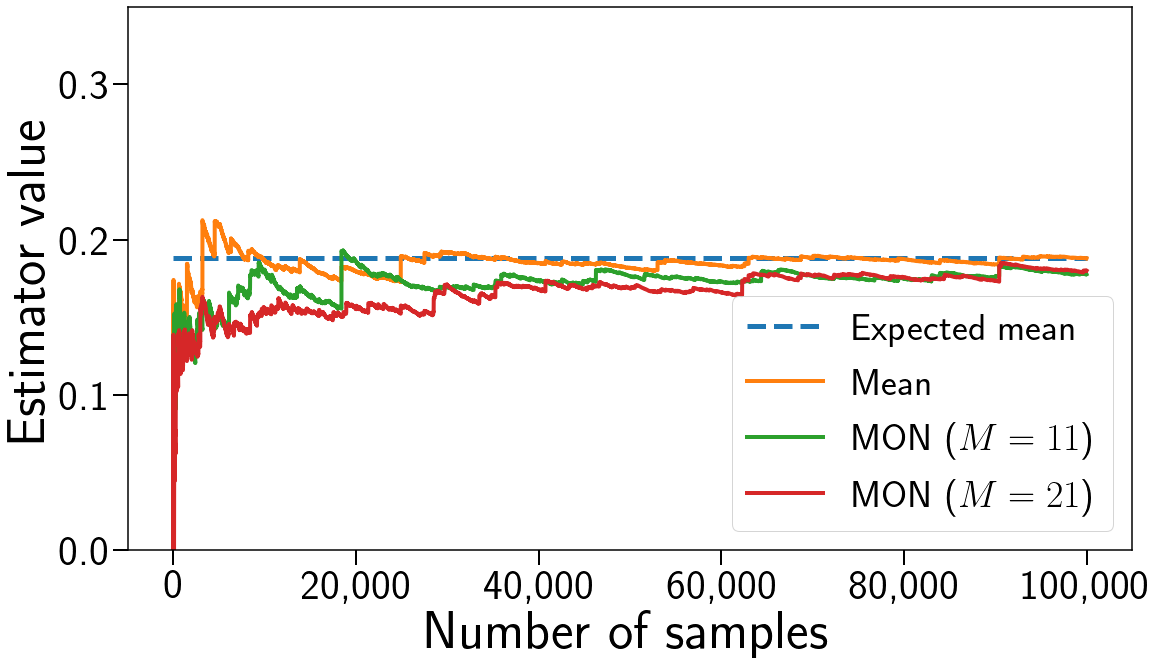 Estimator value
0.3
0.2
0.1
0.0
Expected mean
Mean
MON (M = 11)
MON (M = 21)
0
20,000
40,000
60,000
80,000
100,000
Number of samples